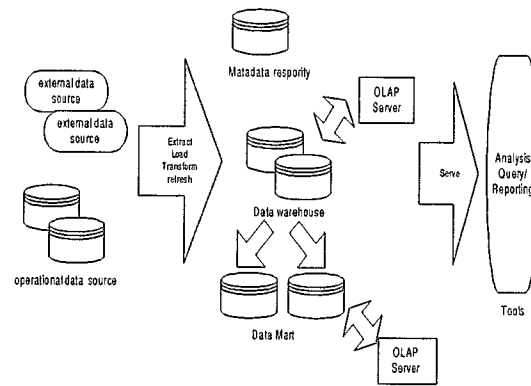 Matadata respority
external data
source
external data
source
OLAP
Server
Extract
Load
Transform
refresh
Serve
Analysis
Query/
Reporting
Data warehouse
operational data source
Tools
Data Mart
OLAP
Server